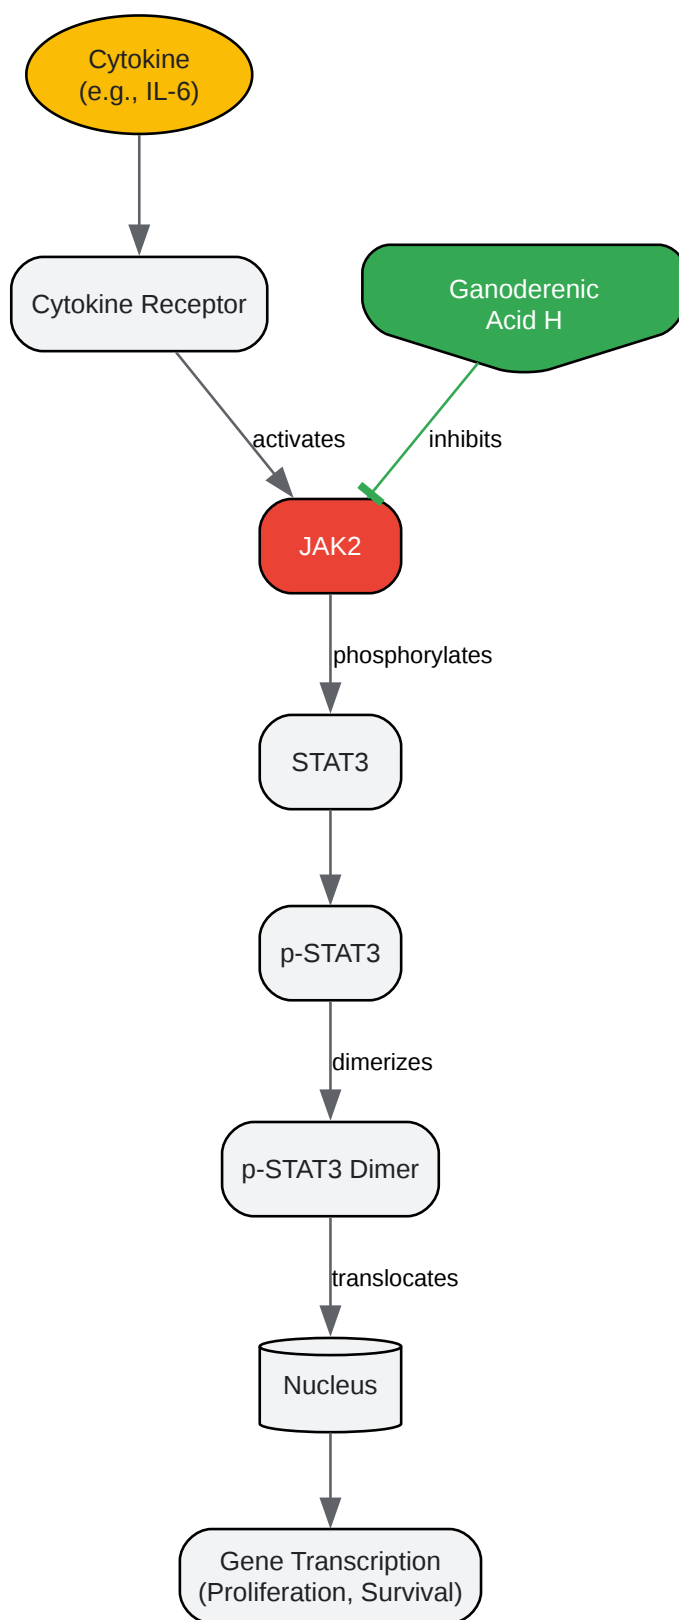 Cytokine
(e.g., IL-6)
Cytokine Receptor
Ganoderenic
Acid H
activates
inhibits
JAK2
phosphorylates
STAT3
p-STAT3
dimerizes
p-STAT3 Dimer
translocates
Nucleus
Gene Transcription
(Proliferation, Survival)